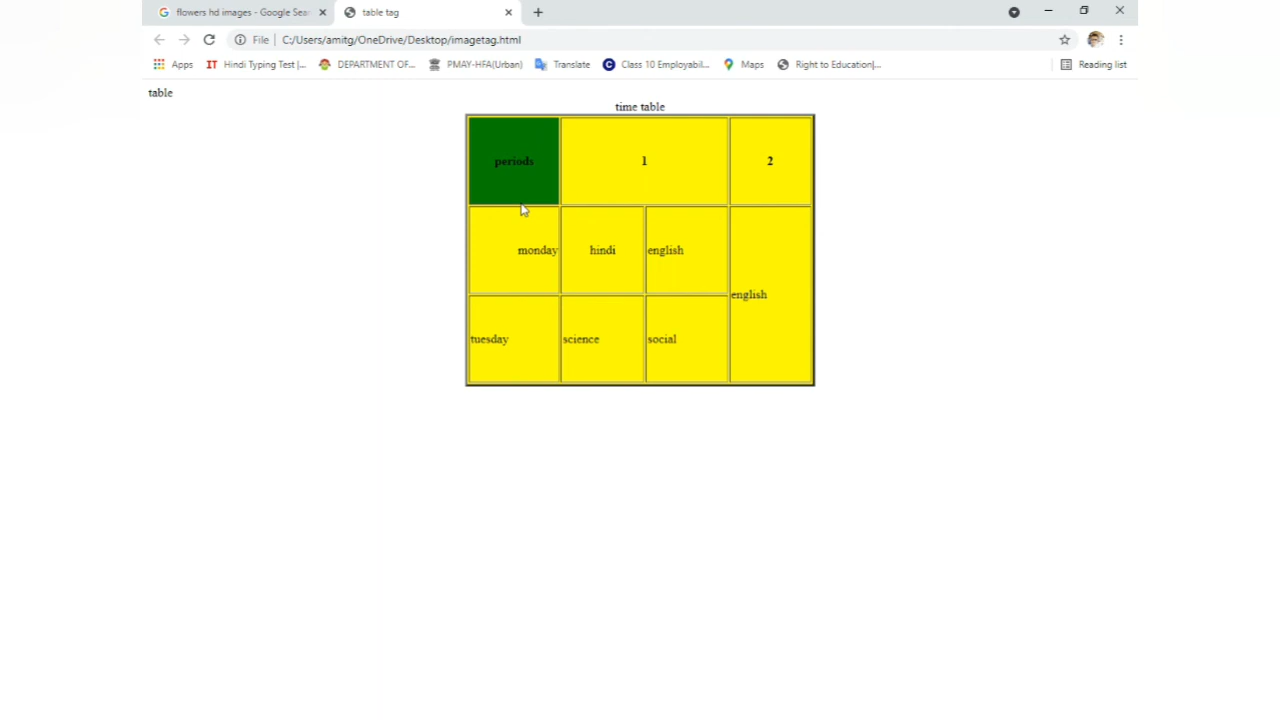 flowers hd images - Google Sea
table tag
File
C:/Users/amitg/OneDrive/Desktop/imagetag.html
Apps
IT Hindi Typing Test |...
DEPARTMENT OF...
PMAY-HFA(Urban)
Translate
C Class 10 Employabil...
Maps
Right to Education|...
Reading list
table
time table
periods 1 2
monday hindi english
english
tuesday science social